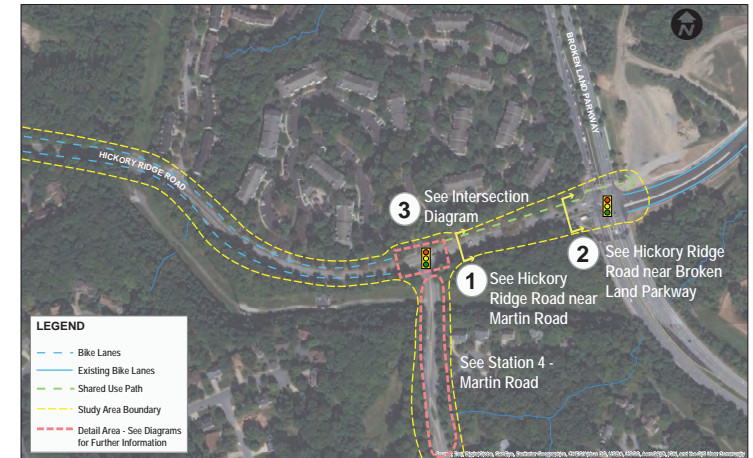 N
BROKEN LAND PARKWAY
HICKORY RIDGE ROAD
3
See Intersection
Diagram
1
See Hickory
Ridge Road near
Martin Road
2
See Hickory Ridge
Road near Broken
Land Parkway
See Station 4 -
Martin Road
LEGEND
Bike Lanes
Existing Bike Lanes
Shared Use Path
Study Area Boundary
Detail Area - See Diagrams
for Further Information